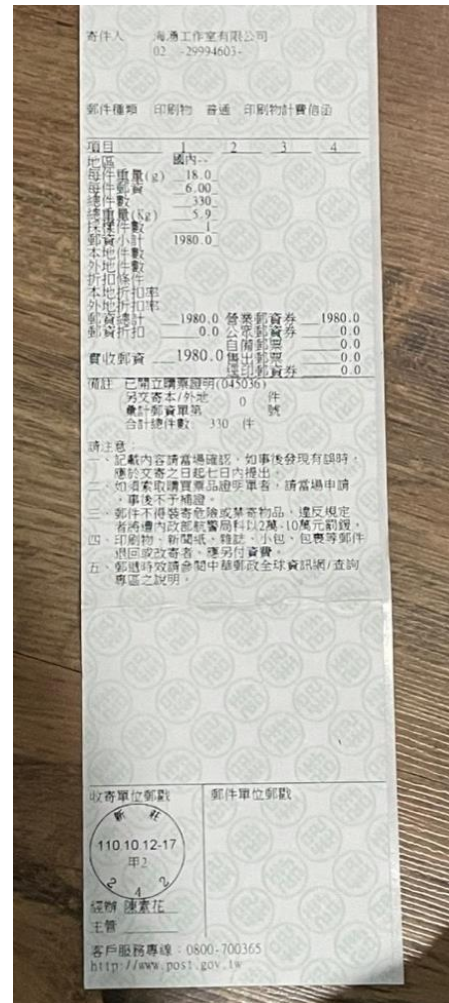 寄件人 海濤工作室有限公司
02 -29994603-
郵件種類 印刷物 普通 印刷物計費信函
項目 1 2 3 4
地區 國內--
每件重量(g) 18.0
每件郵資 6.00
總件數 330
總重量(Kg) 5.9
採樣件數 1
郵資小計 1980.0
本地件數
外地件數
折扣條件
本地折扣率
外地折扣率
郵資總計 1980.0 營業郵資券 1980.0
郵資折扣 0.0 公眾郵資券 0.0
自備郵票 0.0
實收郵資 1980.0 售出郵票 0.0
逕印郵資券 0.0
備註 已開立購票證明(045036)
另交寄本/外地 0 件
彙計郵資單第 號
合計總件數 330 件
請注意：
一、記載內容請當場確認，如事後發現有誤時，
應於交寄之日起七日內提出。
二、如須索取購買票品證明單者，請當場申請
，事後不予補證。
三、郵件不得裝寄危險或禁寄物品，違反規定
者將遭內政部航警局科以2萬-10萬元罰鍰。
四、印刷物、新聞紙、雜誌、小包、包裹等郵件
退回或改寄者，應另付資費。
五、郵遞時效請參閱中華郵政全球資訊網/查詢
專區之說明。
收寄單位郵戳 郵件單位郵戳
新 莊
110.10.12-17
甲2
2 4 2
經辦 陳素花
主管
客戶服務專線：0800-700365
http://www.post.gov.tw